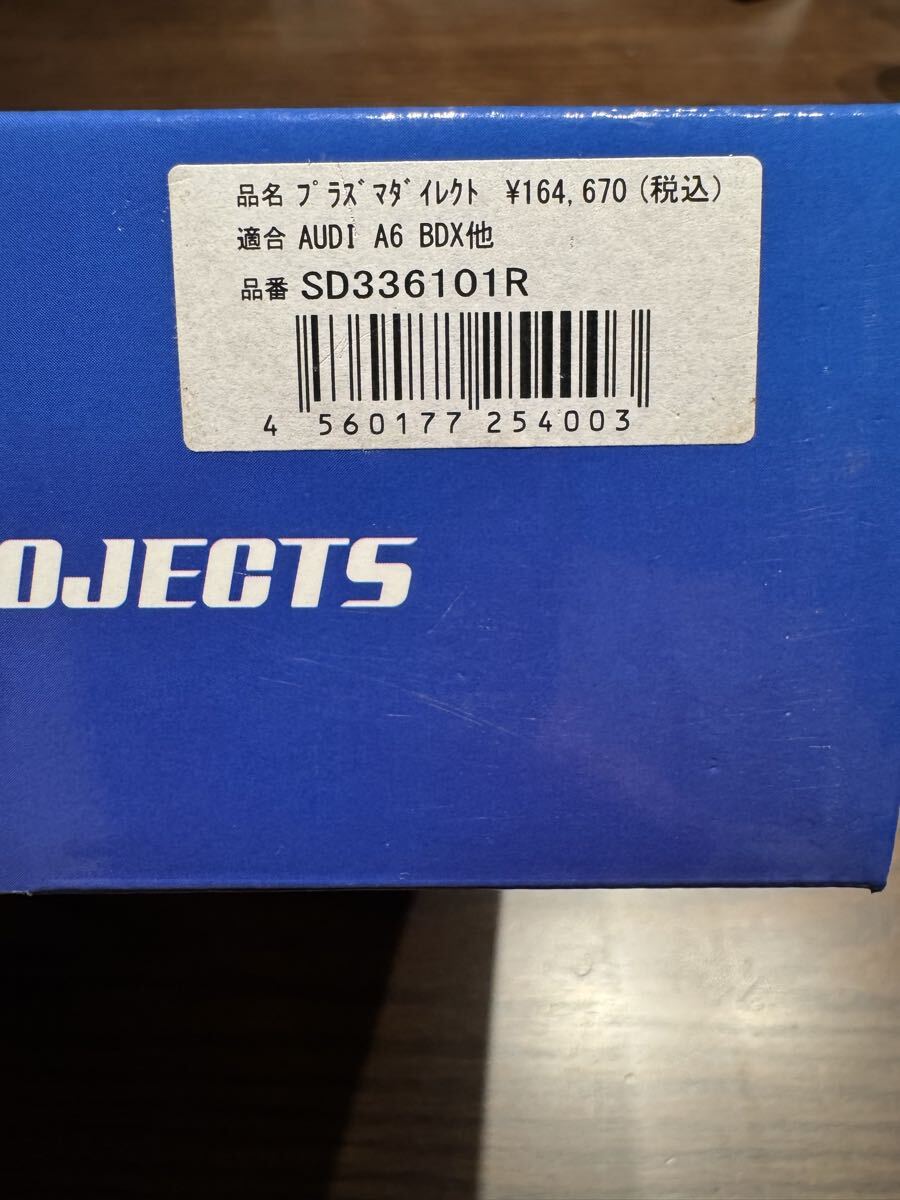 品名 ﾌﾟﾗｽﾞﾏﾀﾞｲﾚｸﾄ ¥164,670(税込)
適合 AUDI A6 BDX他
品番 SD336101R
4 560177 254003
OJECTS